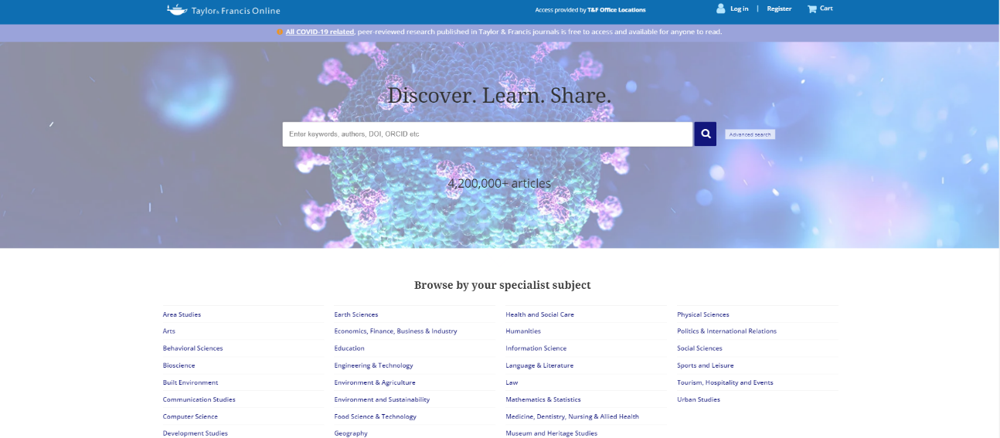 Taylor & Francis Online
Access provided by T&F Office Locations
Log in | Register
Cart
All COVID-19 related, peer-reviewed research published in Taylor & Francis journals is free to access and available for anyone to read.
Discover. Learn. Share.
Enter keywords, authors, DOI, ORCID etc
Advanced search
4,200,000+ articles
Browse by your specialist subject
Area Studies
Arts
Behavioral Sciences
Bioscience
Built Environment
Communication Studies
Computer Science
Development Studies
Earth Sciences
Economics, Finance, Business & Industry
Education
Engineering & Technology
Environment & Agriculture
Environment and Sustainability
Food Science & Technology
Geography
Health and Social Care
Humanities
Information Science
Language & Literature
Law
Mathematics & Statistics
Medicine, Dentistry, Nursing & Allied Health
Museum and Heritage Studies
Physical Sciences
Politics & International Relations
Social Sciences
Sports and Leisure
Tourism, Hospitality and Events
Urban Studies